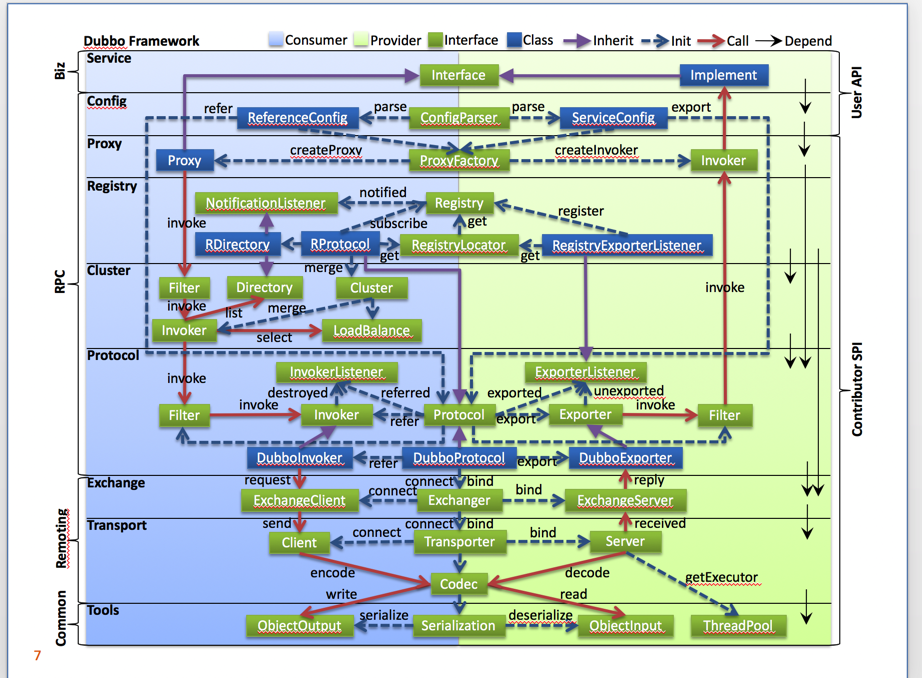 Dubbo Framework Consumer Provider Interface Class Inherit Init Call Depend
Biz
Service
Interface
Implement
User API
Config
refer
ReferenceConfig
parse
ConfigParser
parse
ServiceConfig
export
Proxy
Proxy
createProxy
ProxyFactory
createInvoker
Invoker
Registry
NotificationListener
notified
Registry
register
invoke
subscribe
get
RDirectory
RProtocol
get
RegistryLocator
get
RegistryExporterListener
RPC
Cluster
merge
Filter
Directory
Cluster
invoke
invoke
list
merge
Invoker
select
LoadBalance
Protocol
InvokerListener
ExporterListener
invoke
destroyed
referred
exported
unexported
Filter
invoke
Invoker
refer
Protocol
export
Exporter
invoke
Filter
Contributor SPI
DubboInvoker
refer
DubboProtocol
export
DubboExporter
Exchange
request
connect
bind
reply
ExchangeClient
connect
Exchanger
bind
ExchangeServer
Remoting
Transport
send
connect
bind
received
Client
connect
Transporter
bind
Server
encode
Codec
decode
getExecutor
write
read
Common
Tools
ObjectOutput
serialize
Serialization
deserialize
ObjectInput
ThreadPool
7